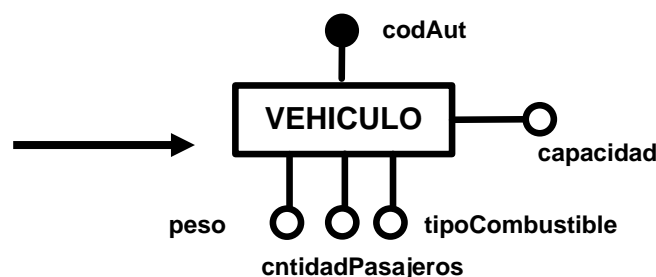 codAut
VEHICULO
capacidad
peso
tipoCombustible
cntidadPasajeros